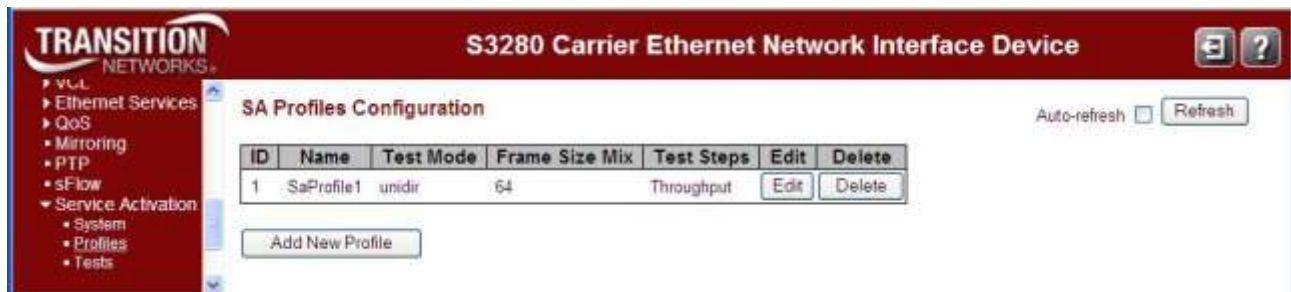 TRANSITION
NETWORKS®
S3280 Carrier Ethernet Network Interface Device
?
VCL
Ethernet Services
QoS
Mirroring
PTP
sFlow
Service Activation
System
Profiles
Tests
SA Profiles Configuration
Auto-refresh Refresh
ID Name Test Mode Frame Size Mix Test Steps Edit Delete
1 SaProfile1 unidir 64 Throughput Edit Delete
Add New Profile